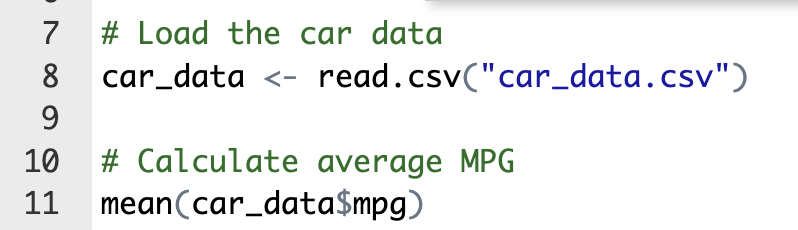 7 # Load the car data
8 car_data <- read.csv("car_data.csv")
9
10 # Calculate average MPG
11 mean(car_data$mpg)